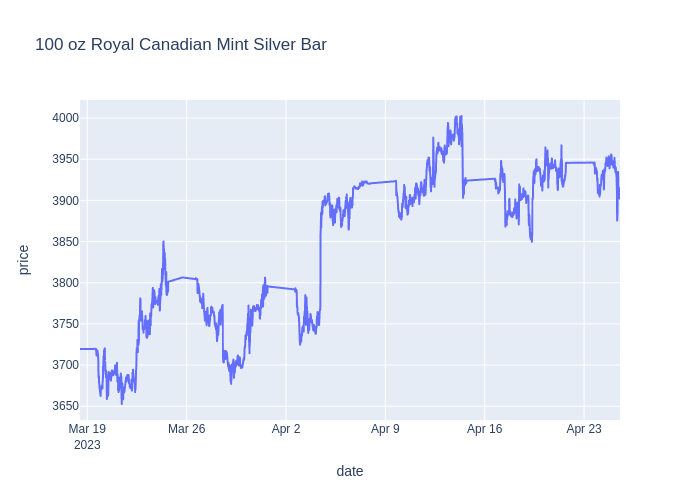 100 oz Royal Canadian Mint Silver Bar
price
4000
3950
3900
3850
3800
3750
3700
3650
Mar 19
2023
Mar 26
Apr 2
Apr 9
Apr 16
Apr 23
date